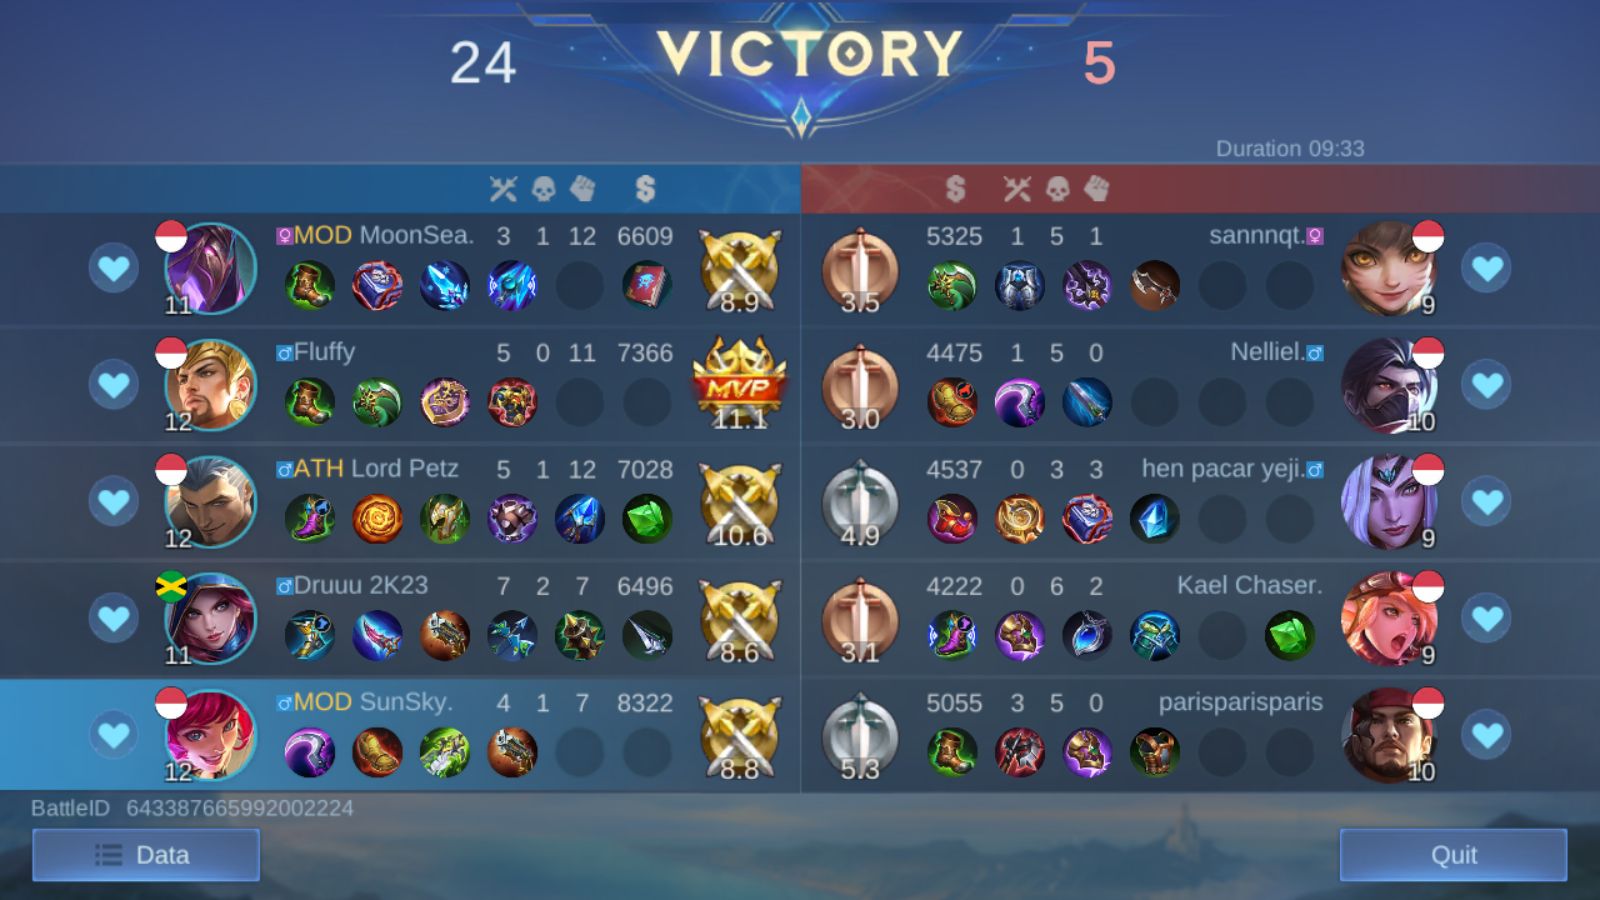 24 VICTORY 5
Duration 09:33
MOD MoonSea. 3 1 12 6609
11 8.9
5325 1 5 1 sannnqt.
3.5 9
Fluffy 5 0 11 7366
12 MVP 11.1
4475 1 5 0 Nelliel.
3.0 10
ATH Lord Petz 5 1 12 7028
12 10.6
4537 0 3 3 hen pacar yeji.
4.9 9
Druuu 2K23 7 2 7 6496
11 8.6
4222 0 6 2 Kael Chaser.
3.1 9
MOD SunSky. 4 1 7 8322
12 8.8
5055 3 5 0 parisparisparis
5.3 10
BattleID 643387665992002224
Data
Quit